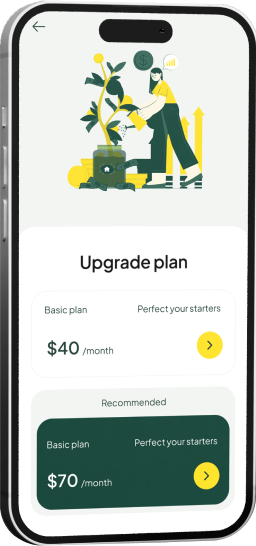 $
Upgrade plan
Basic plan Perfect your starters
$40 /month
Recommended
Basic plan Perfect your starters
$70 /month